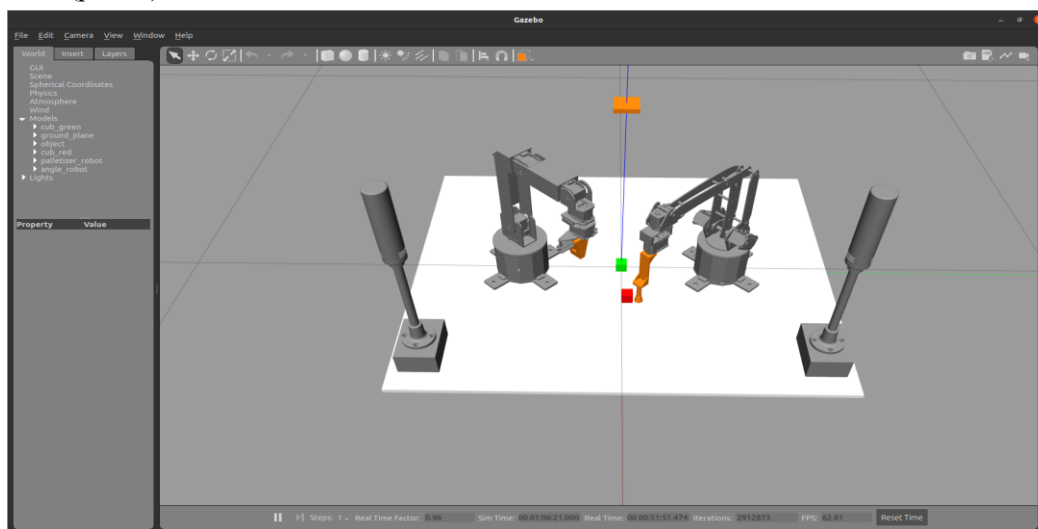 Gazebo
File Edit Camera View Window Help
World Insert Layers
GUI
Scene
Spherical Coordinates
Physics
Atmosphere
Wind
Models
cub_green
ground_plane
object
cub_red
palletizer_robot
angle_robot
Lights
Property Value
Steps: 1 Real Time Factor: 0.96 Sim Time: 00 01:06:21.000 Real Time: 00 00:51:51.474 Iterations: 2912873 FPS: 62.81 Reset Time